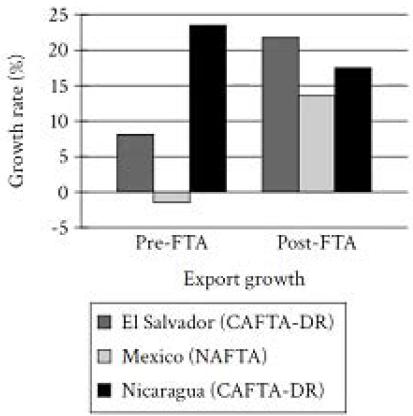 25
20
15
10
5
0
-5
Growth rate (%)
Pre-FTA Post-FTA
Export growth
El Salvador (CAFTA-DR)
Mexico (NAFTA)
Nicaragua (CAFTA-DR)